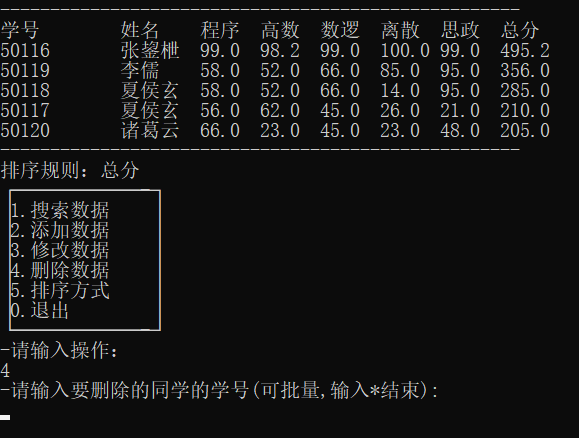 学号 姓名 程序 高数 数逻 离散 思政 总分
50116 张鋆枻 99.0 98.2 99.0 100.0 99.0 495.2
50119 李儒 58.0 52.0 66.0 85.0 95.0 356.0
50118 夏侯玄 58.0 52.0 66.0 14.0 95.0 285.0
50117 夏侯玄 56.0 62.0 45.0 26.0 21.0 210.0
50120 诸葛云 66.0 23.0 45.0 23.0 48.0 205.0
排序规则: 总分
1.搜索数据
2.添加数据
3.修改数据
4.删除数据
5.排序方式
0.退出
-请输入操作:
4
-请输入要删除的同学的学号(可批量,输入*结束):